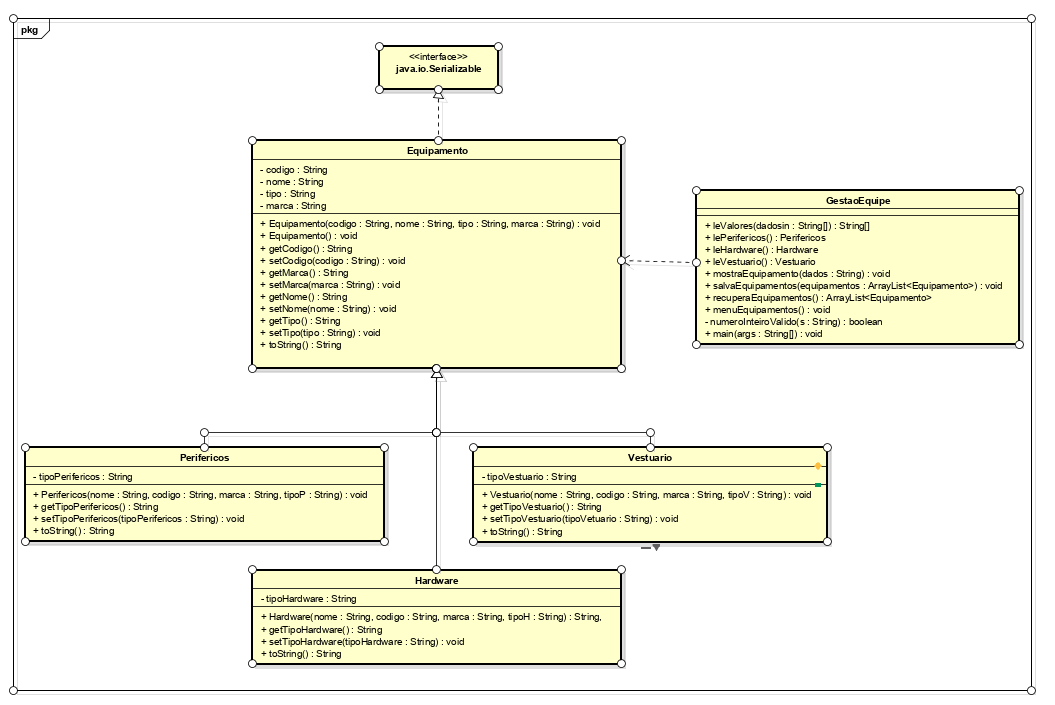 pkg
<<interface>>
java.io.Serializable
Equipamento
- codigo : String
- nome : String
- tipo : String
- marca : String
+ Equipamento(codigo : String, nome : String, tipo : String, marca : String) : void
+ Equipamento() : void
+ getCodigo() : String
+ setCodigo(codigo : String) : void
+ getMarca() : String
+ setMarca(marca : String) : void
+ getNome() : String
+ setNome(nome : String) : void
+ getTipo() : String
+ setTipo(tipo : String) : void
+ toString() : String
GestaoEquipe
+ leValores(dadosin : String[]) : String[]
+ lePerifericos() : Perifericos
+ leHardware() : Hardware
+ leVestuario() : Vestuario
+ mostraEquipamento(dados : String) : void
+ salvaEquipamentos(equipamentos : ArrayList<Equipamento>) : void
+ recuperaEquipamentos() : ArrayList<Equipamento>
+ menuEquipamentos() : void
- numeroInteiroValido(s : String) : boolean
+ main(args : String[]) : void
Perifericos
- tipoPerifericos : String
+ Perifericos(nome : String, codigo : String, marca : String, tipoP : String) : void
+ getTipoPerifericos() : String
+ setTipoPerifericos(tipoPerifericos : String) : void
+ toString() : String
Vestuario
- tipoVestuario : String
+ Vestuario(nome : String, codigo : String, marca : String, tipoV : String) : void
+ getTipoVestuario() : String
+ setTipoVestuario(tipoVetuario : String) : void
+ toString() : String
Hardware
- tipoHardware : String
+ Hardware(nome : String, codigo : String, marca : String, tipoH : String) : String,
+ getTipoHardware() : String
+ setTipoHardware(tipoHardware : String) : void
+ toString() : String